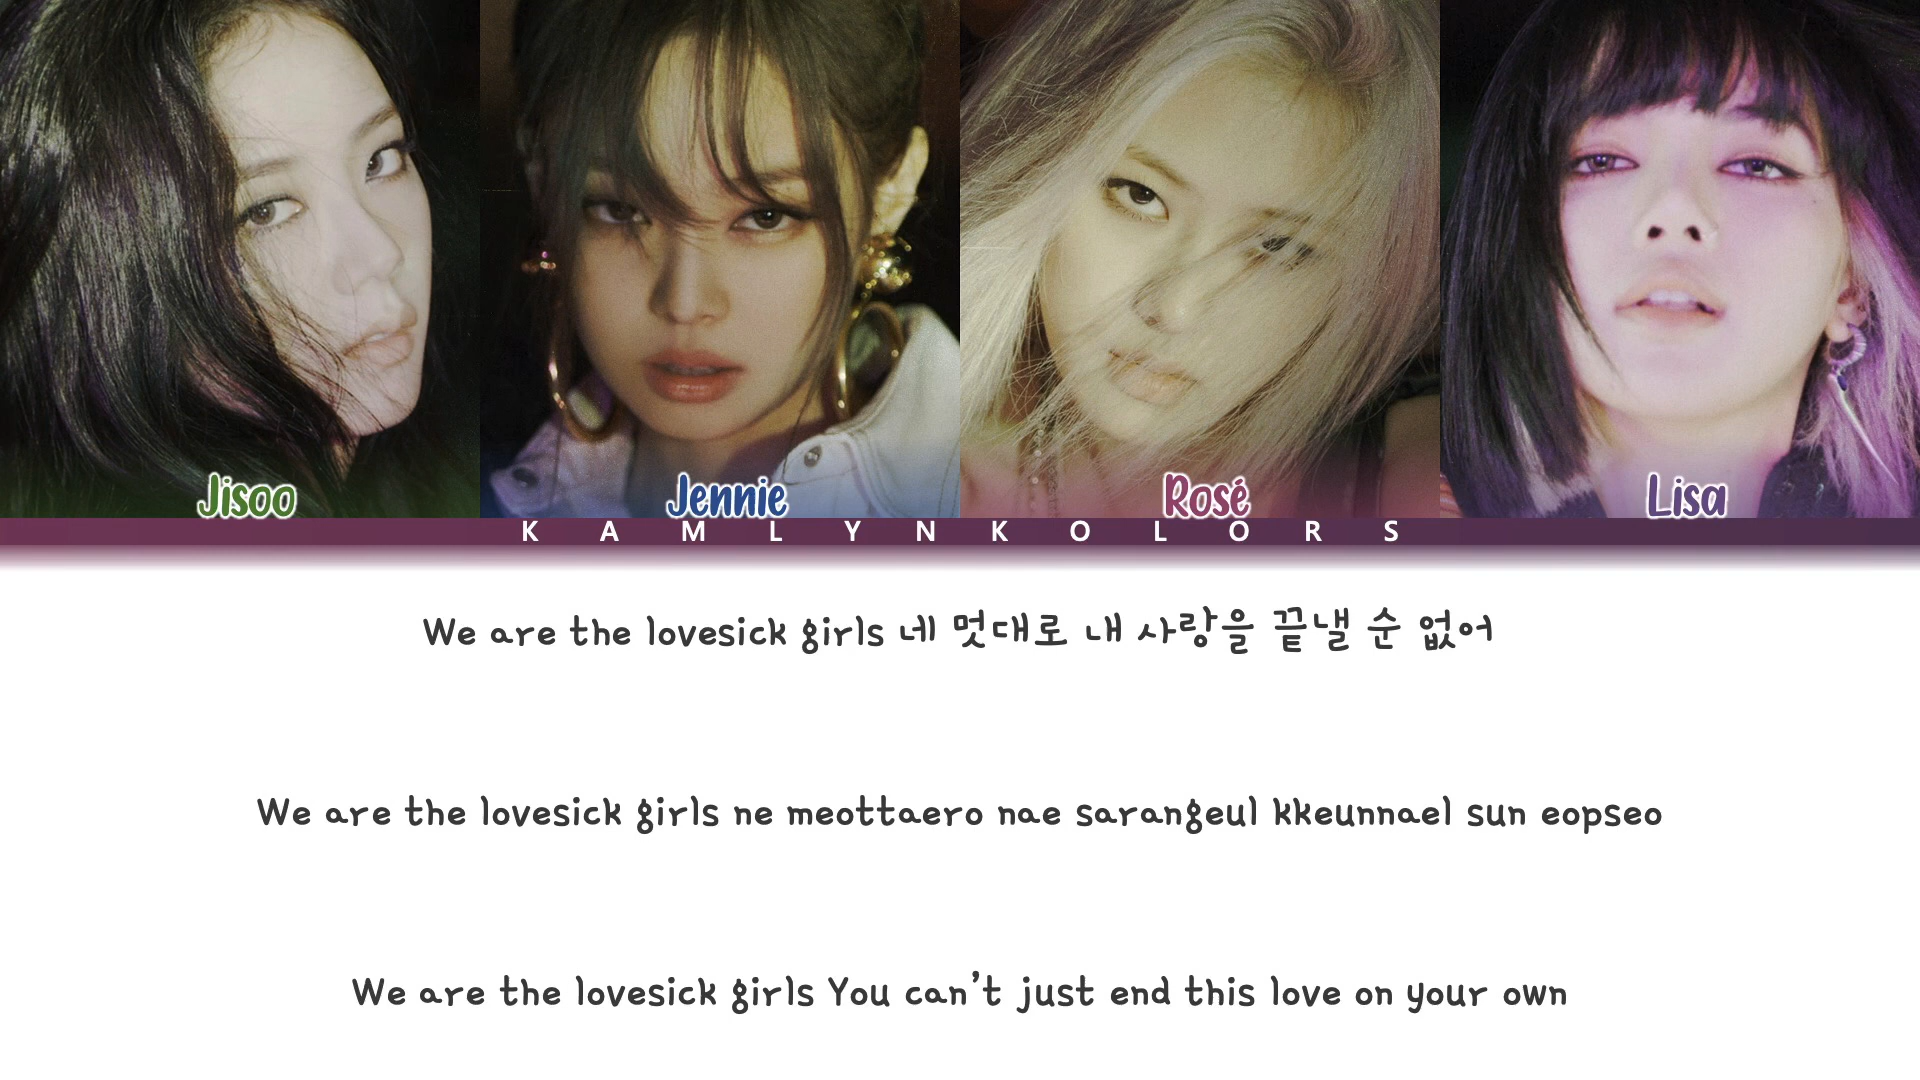 Jisoo Jennie Rosé Lisa
KAMLYNKOLORS
We are the lovesick girls 네 멋대로 내 사랑을 끝낼 순 없어
We are the lovesick girls ne meottaero nae sarangeul kkeunnael sun eopseo
We are the lovesick girls You can't just end this love on your own